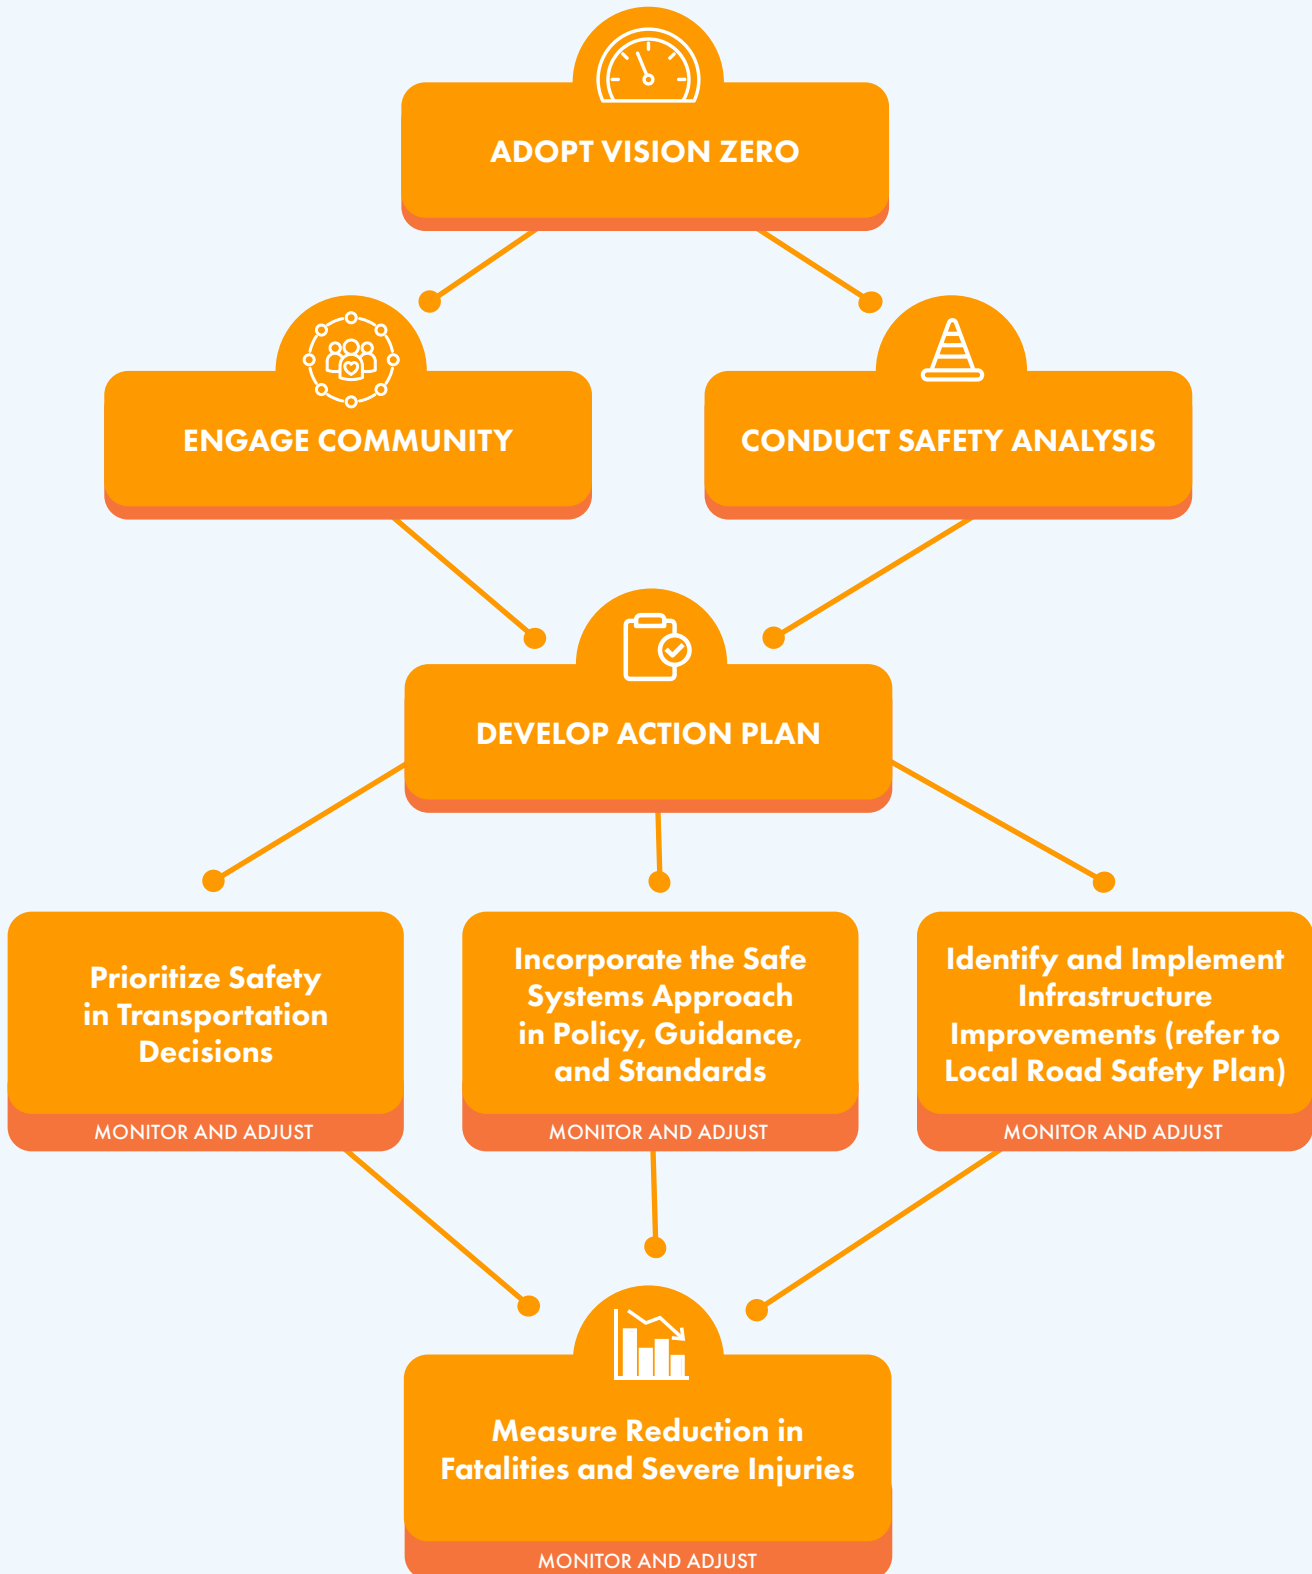 ADOPT VISION ZERO
ENGAGE COMMUNITY
CONDUCT SAFETY ANALYSIS
DEVELOP ACTION PLAN
Prioritize Safety
in Transportation
Decisions
MONITOR AND ADJUST
Incorporate the Safe
Systems Approach
in Policy, Guidance,
and Standards
MONITOR AND ADJUST
Identify and Implement
Infrastructure
Improvements (refer to
Local Road Safety Plan)
MONITOR AND ADJUST
Measure Reduction in
Fatalities and Severe Injuries
MONITOR AND ADJUST